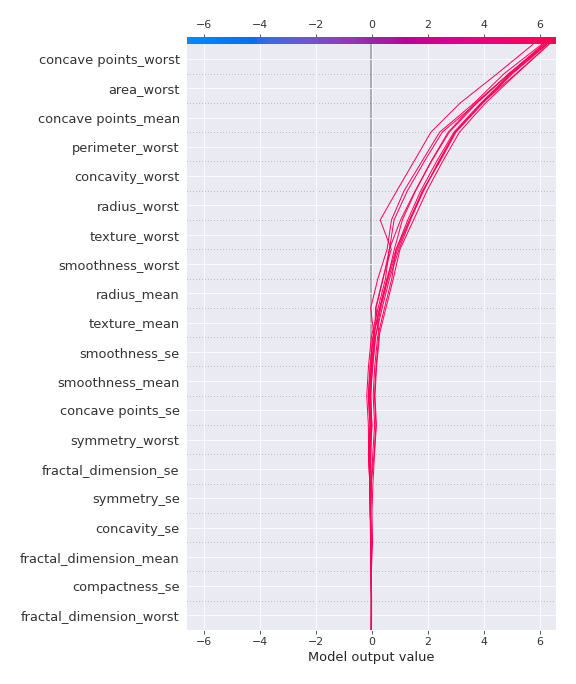 −6 −4 −2 0 2 4 6
concave points_worst
area_worst
concave points_mean
perimeter_worst
concavity_worst
radius_worst
texture_worst
smoothness_worst
radius_mean
texture_mean
smoothness_se
smoothness_mean
concave points_se
symmetry_worst
fractal_dimension_se
symmetry_se
concavity_se
fractal_dimension_mean
compactness_se
fractal_dimension_worst
−6 −4 −2 0 2 4 6
Model output value